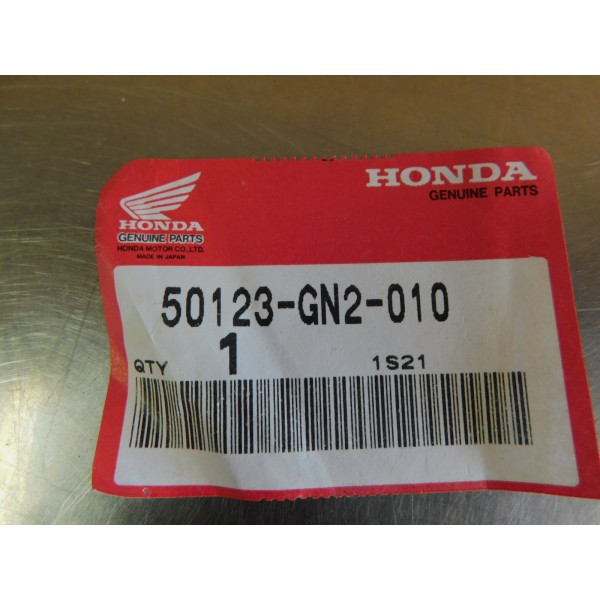 HONDA
GENUINE PARTS
HONDA
GENUINE PARTS
HONDA MOTOR CO., LTD.
MADE IN JAPAN
50123-GN2-010
QTY 1 1S21